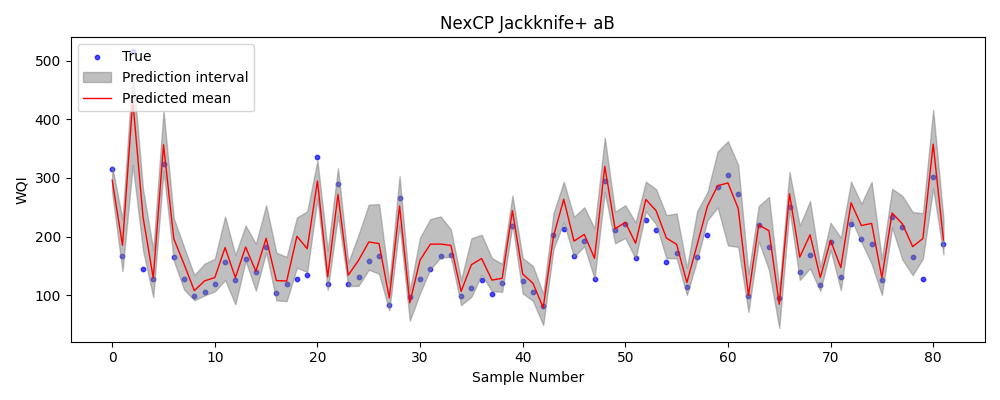 NexCP Jackknife+ aB
True
Prediction interval
Predicted mean
WQI
500
400
300
200
100
0 10 20 30 40 50 60 70 80
Sample Number